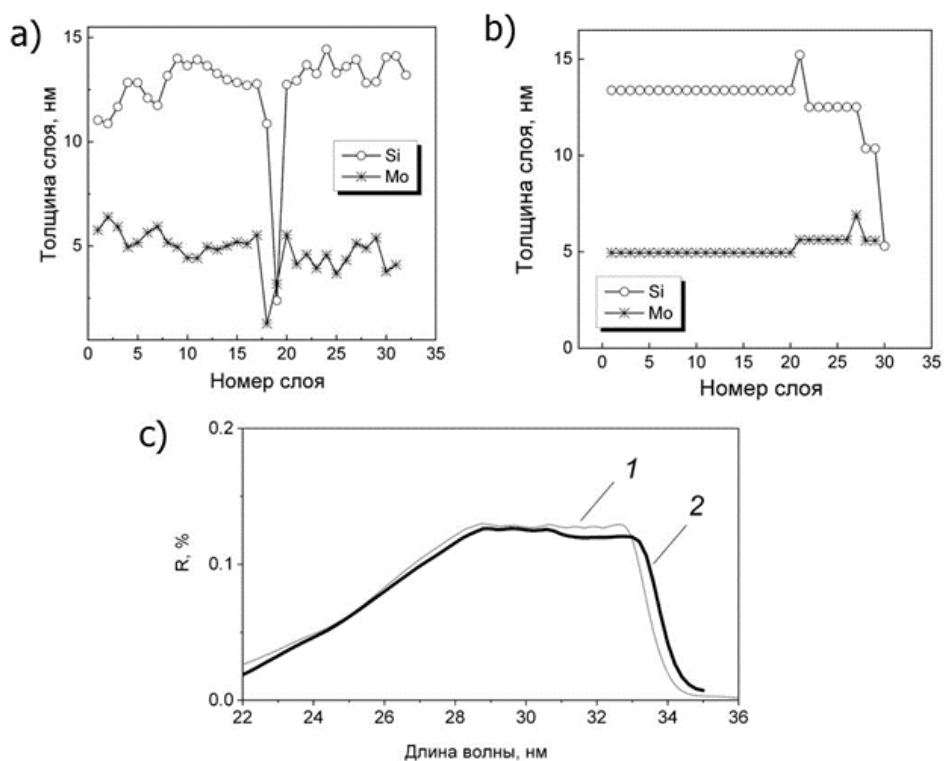 a)
15
10
5
0 5 10 15 20 25 30 35
Толщина слоя, нм
Номер слоя
Si
Mo
b)
15
10
5
0
0 5 10 15 20 25 30 35
Толщина слоя, нм
Номер слоя
Si
Mo
c)
0.2
0.1
0.0
22 24 26 28 30 32 34 36
R, %
Длина волны, нм
1
2